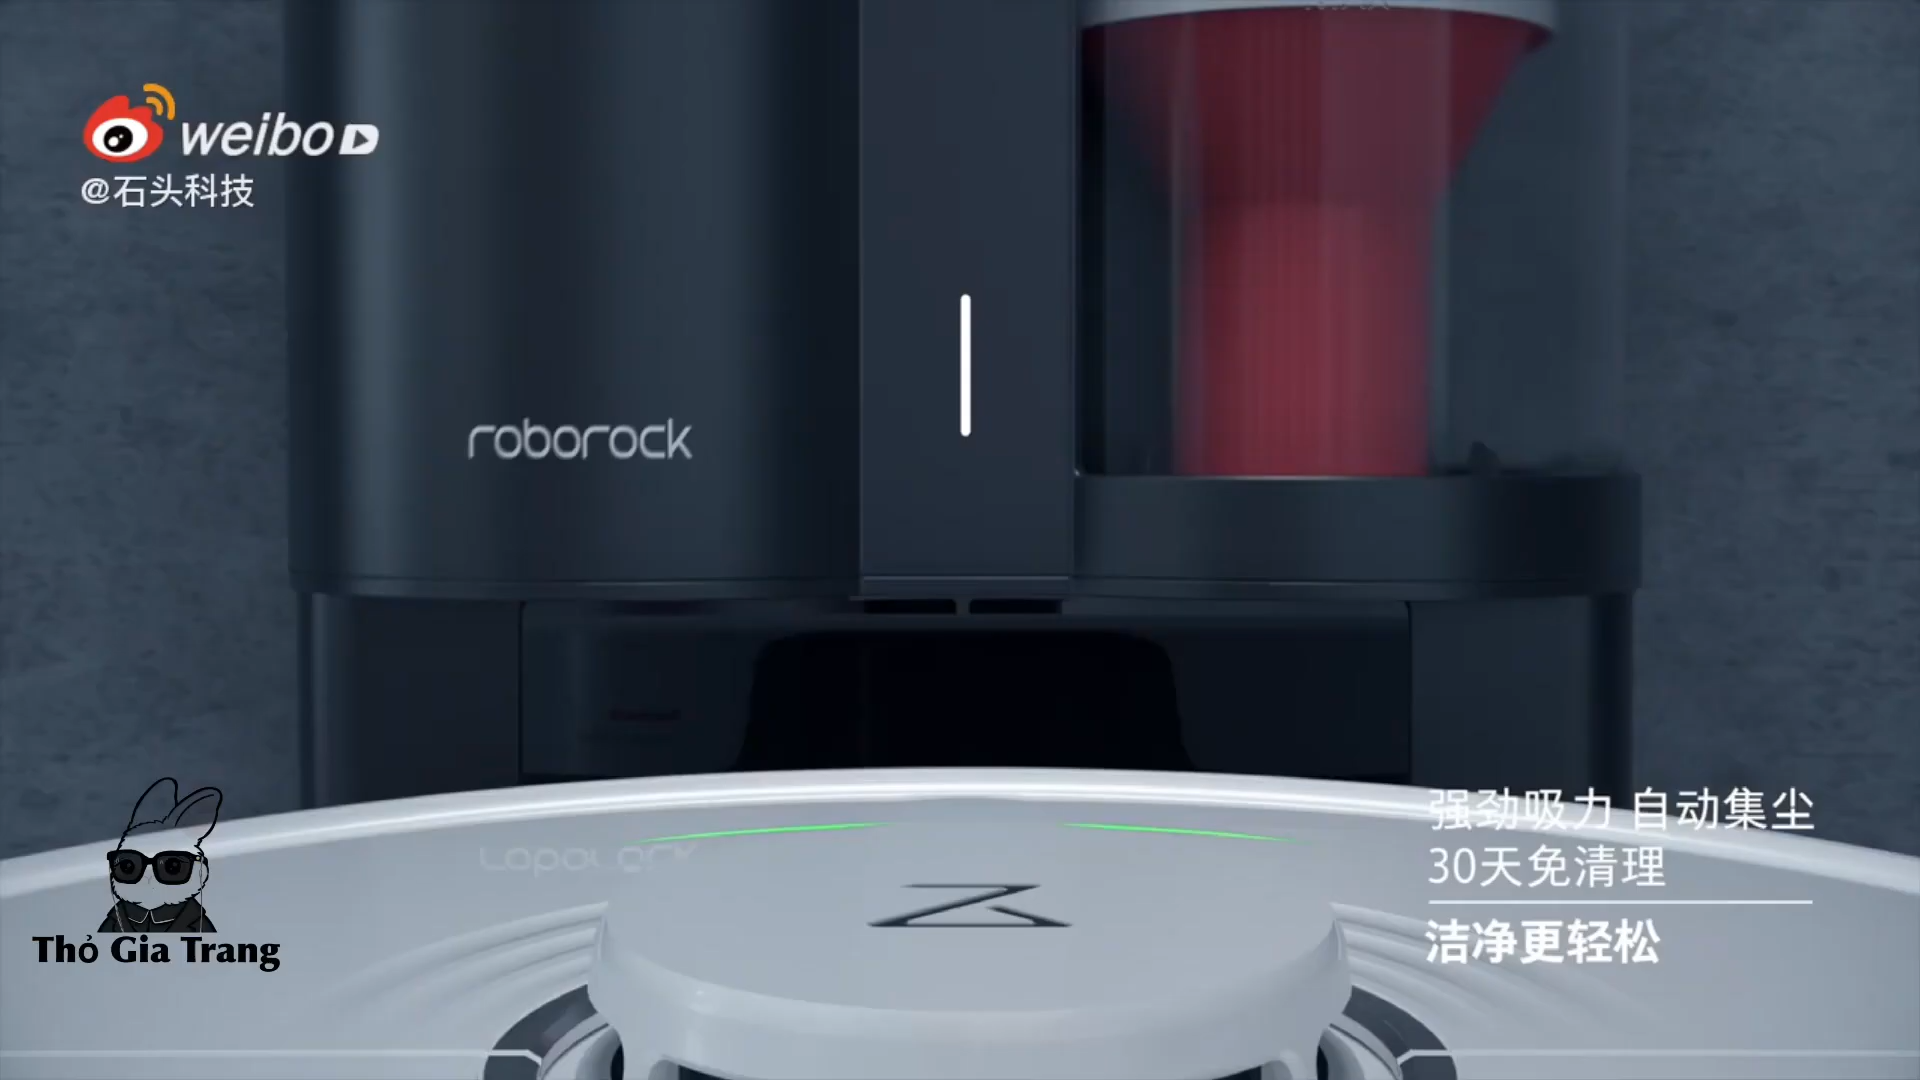 weibo
@石头科技
roborock
强劲吸力 自动集尘
30天免清理
洁净更轻松
Thỏ Gia Trang